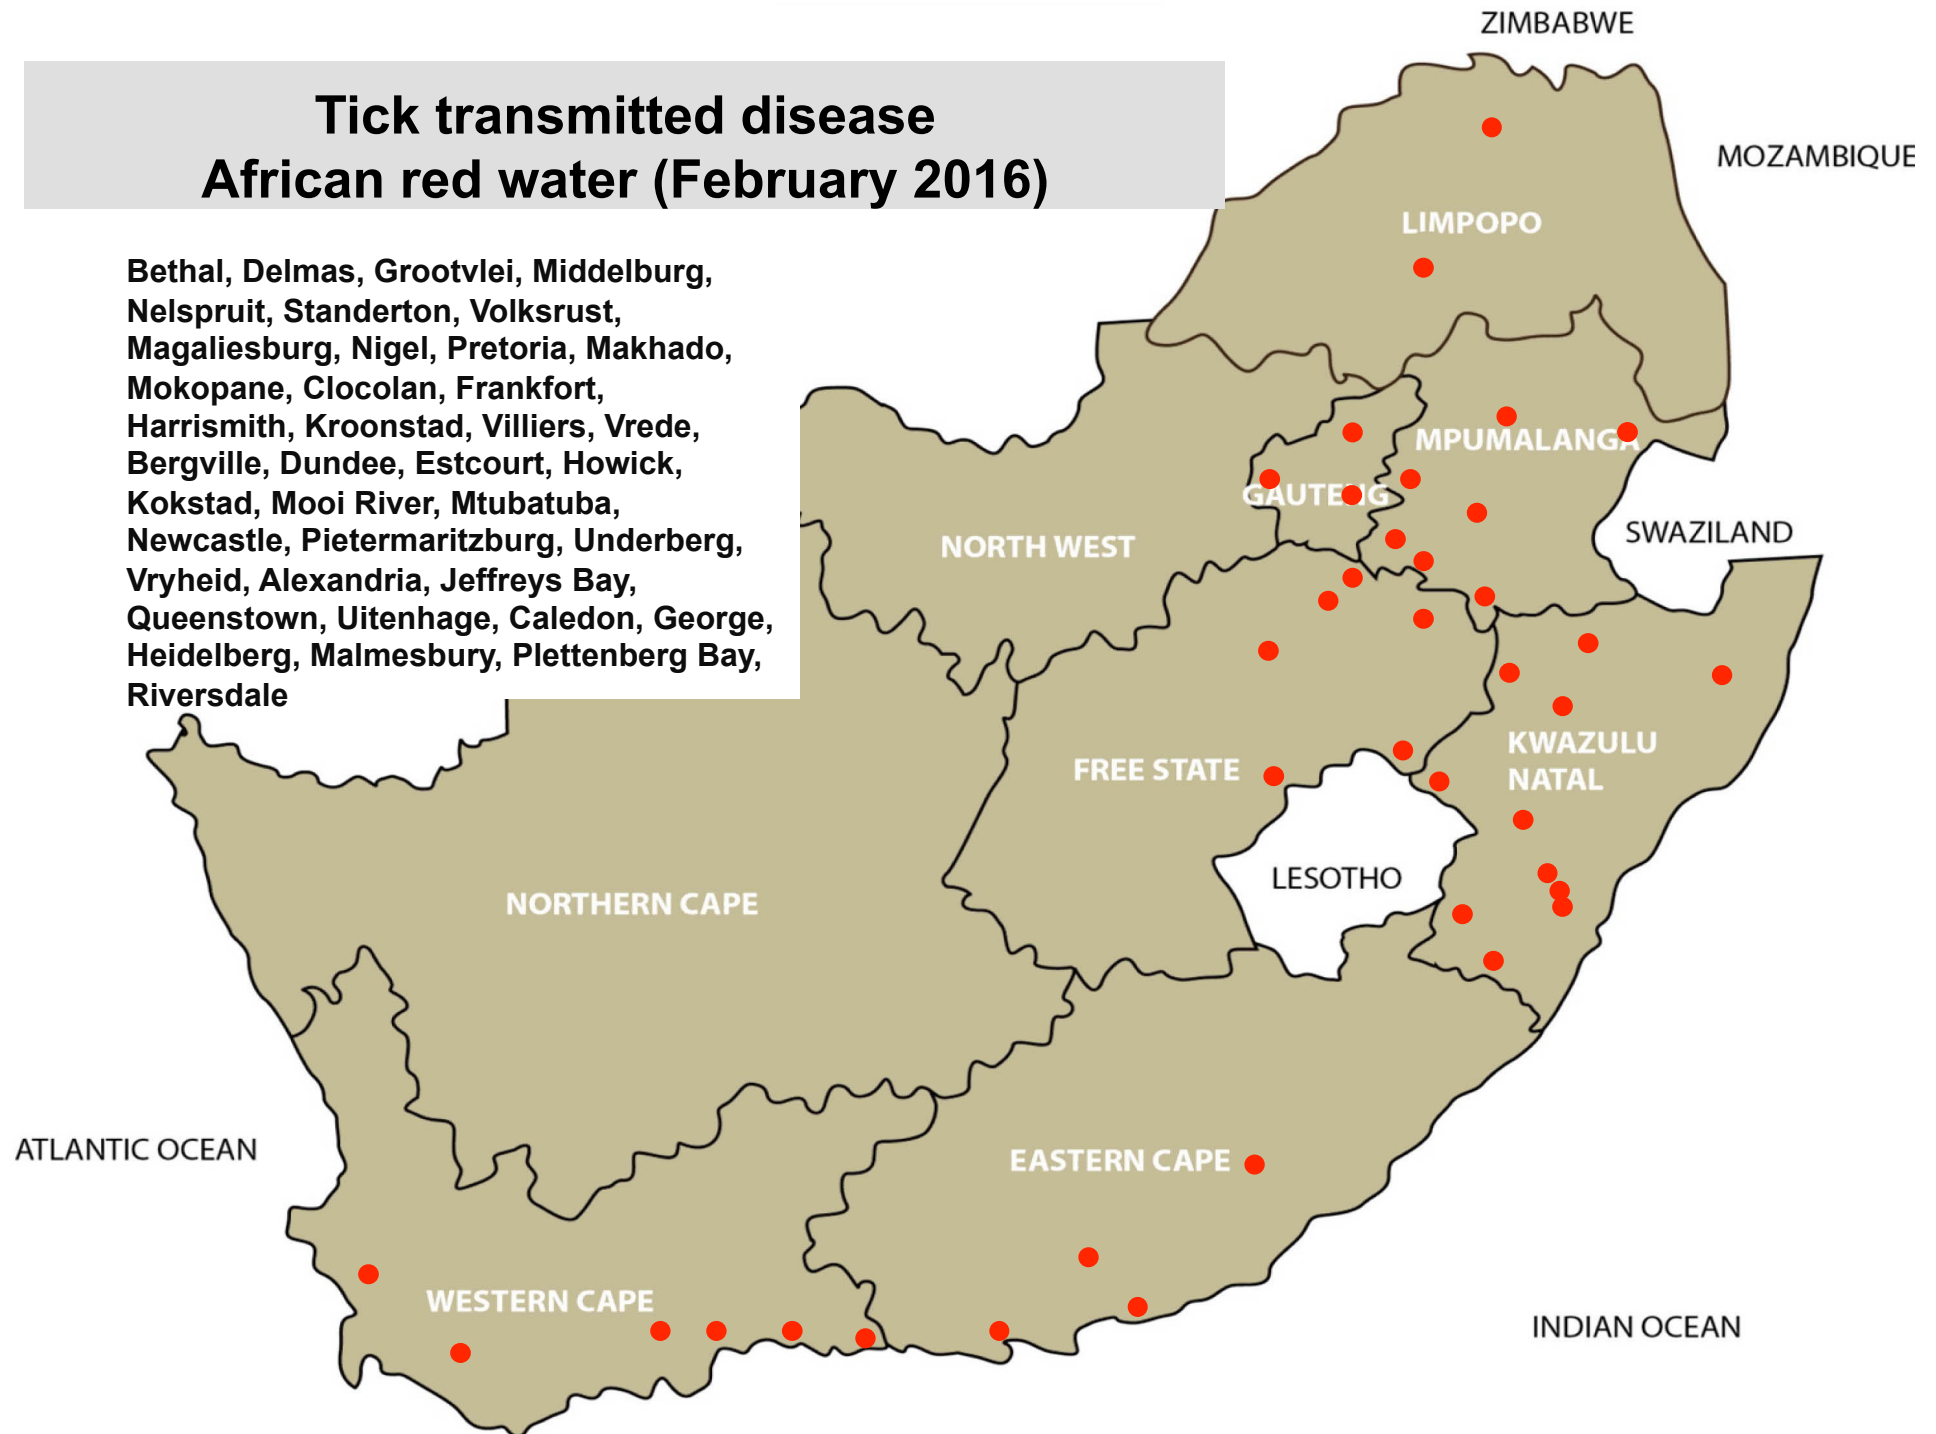 Tick transmitted disease
African red water (February 2016)
Bethal, Delmas, Grootvlei, Middelburg,
Nelspruit, Standerton, Volksrust,
Magaliesburg, Nigel, Pretoria, Makhado,
Mokopane, Clocolan, Frankfort,
Harrismith, Kroonstad, Villiers, Vrede,
Bergville, Dundee, Estcourt, Howick,
Kokstad, Mooi River, Mtubatuba,
Newcastle, Pietermaritzburg, Underberg,
Vryheid, Alexandria, Jeffreys Bay,
Queenstown, Uitenhage, Caledon, George,
Heidelberg, Malmesbury, Plettenberg Bay,
Riversdale
ZIMBABWE
MOZAMBIQUE
LIMPOPO
MPUMALANGA
GAUTENG
SWAZILAND
NORTH WEST
KWAZULU
NATAL
FREE STATE
LESOTHO
NORTHERN CAPE
ATLANTIC OCEAN
EASTERN CAPE
WESTERN CAPE
INDIAN OCEAN